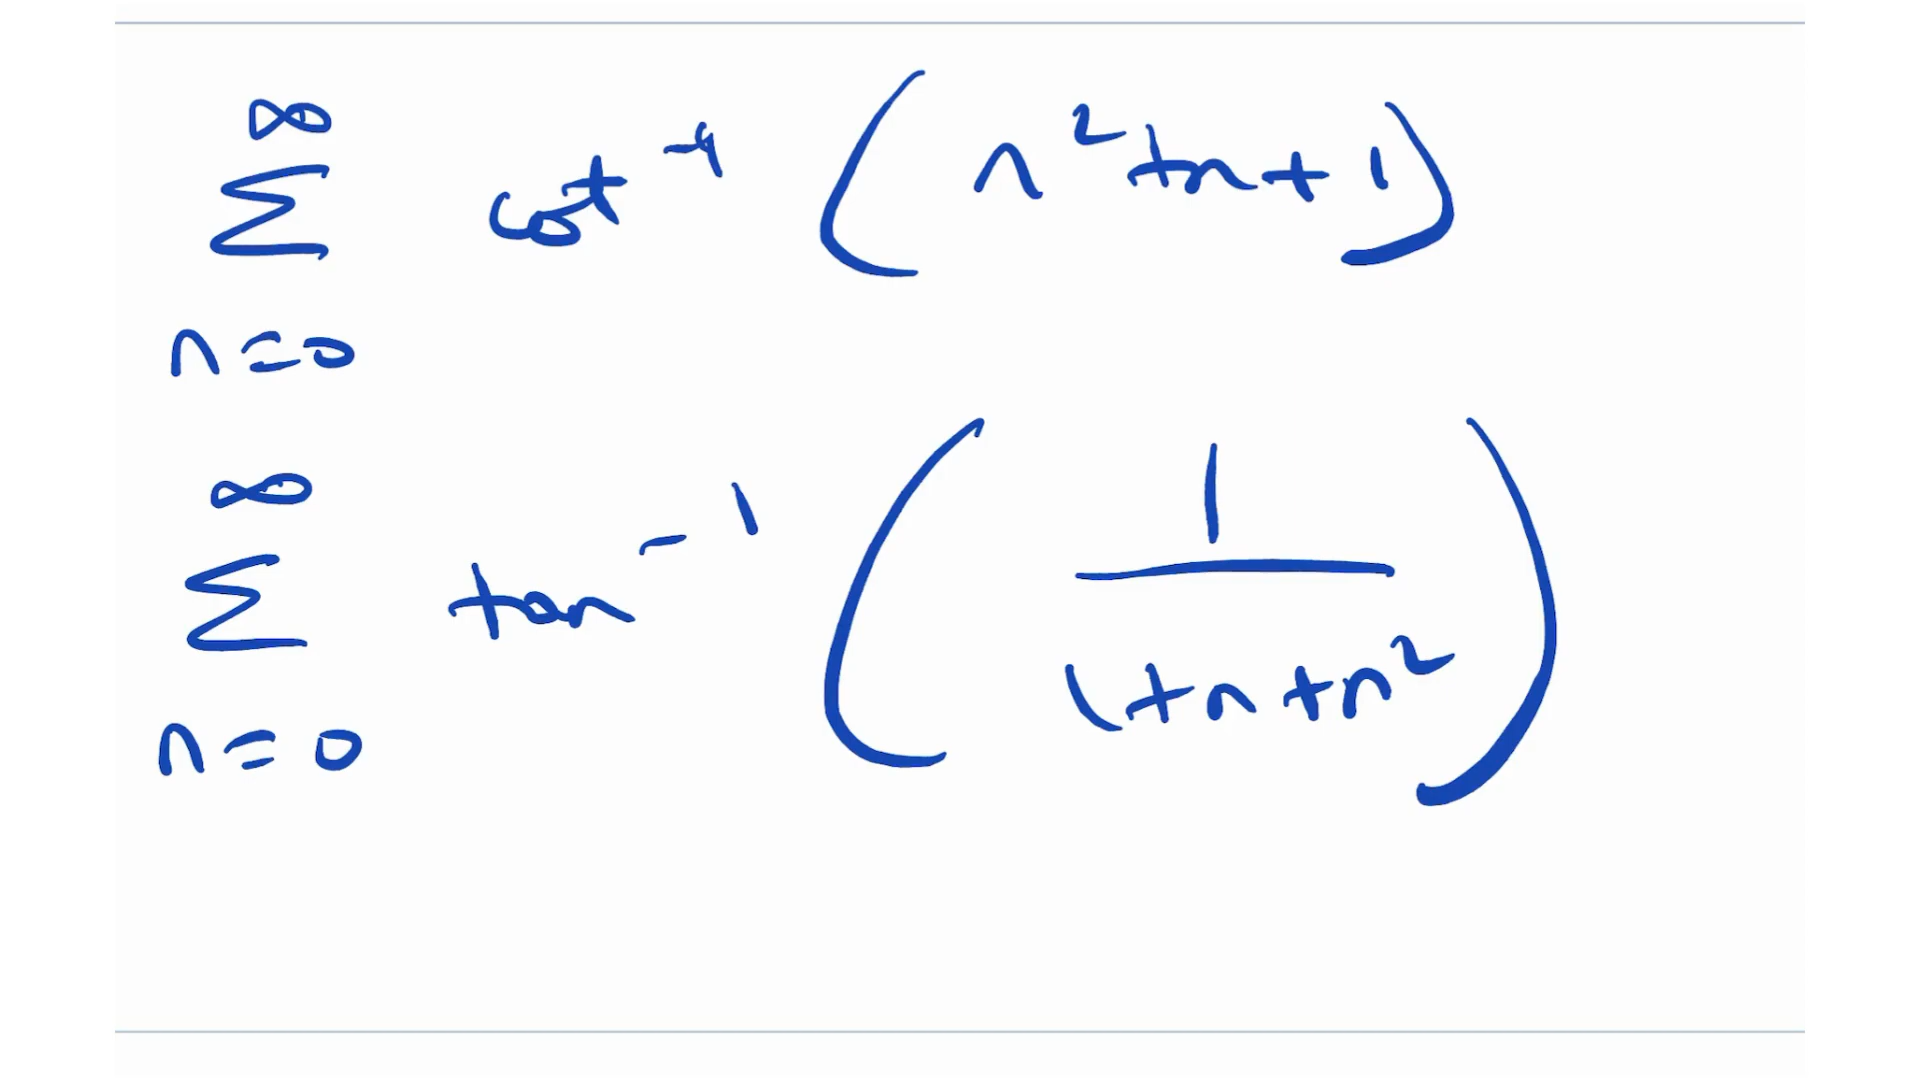 ∞
∑ cot⁻¹ (n² + n + 1)
n = 0
∞
∑ tan⁻¹ (1 / (1 + n + n²))
n = 0